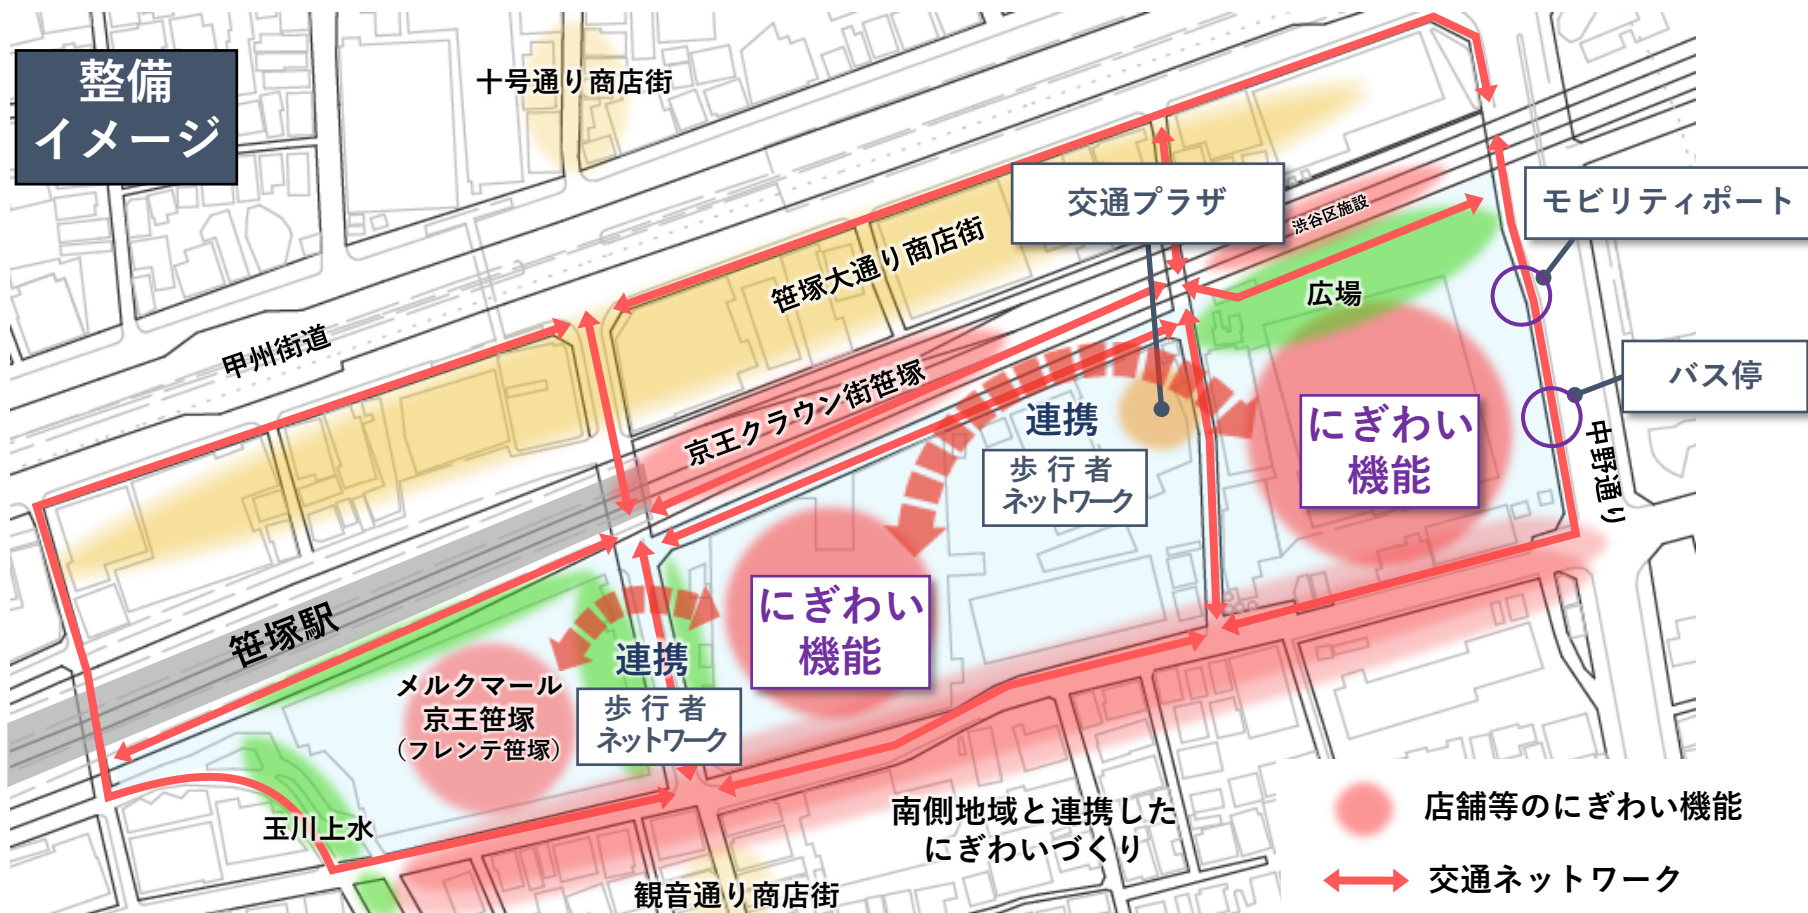 整備
イメージ
十号通り商店街
交通プラザ
渋谷区施設
モビリティポート
笹塚大通り商店街
広場
甲州街道
京王クラウン街笹塚
バス停
連携
歩行者
ネットワーク
にぎわい
機能
中野通り
笹塚駅
にぎわい
機能
連携
歩行者
ネットワーク
メルクマール
京王笹塚
（フレンテ笹塚）
玉川上水
南側地域と連携した
にぎわいづくり
観音通り商店街
店舗等のにぎわい機能
交通ネットワーク